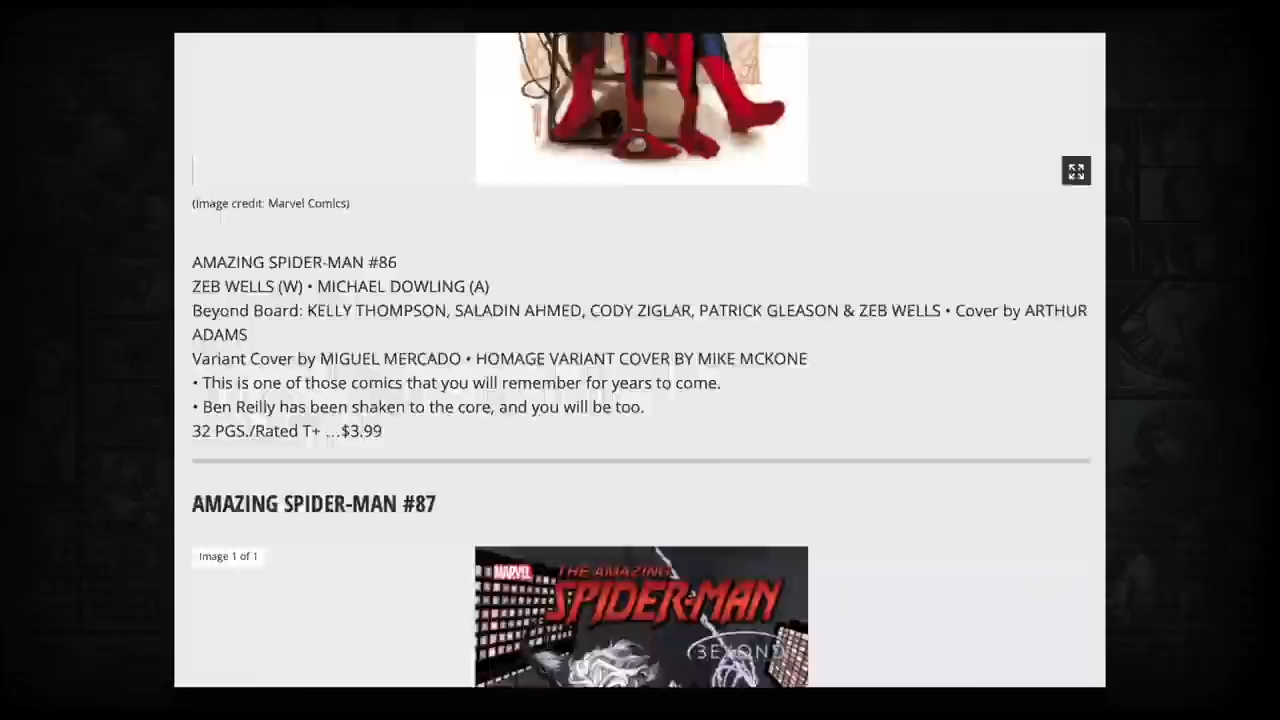 (Image credit: Marvel Comics)
AMAZING SPIDER-MAN #86
ZEB WELLS (W) • MICHAEL DOWLING (A)
Beyond Board: KELLY THOMPSON, SALADIN AHMED, CODY ZIGLAR, PATRICK GLEASON & ZEB WELLS • Cover by ARTHUR
ADAMS
Variant Cover by MIGUEL MERCADO • HOMAGE VARIANT COVER BY MIKE MCKONE
• This is one of those comics that you will remember for years to come.
• Ben Reilly has been shaken to the core, and you will be too.
32 PGS./Rated T+ …$3.99
AMAZING SPIDER-MAN #87
Image 1 of 1
MARVEL
THE AMAZING
SPIDER-MAN
BEYOND